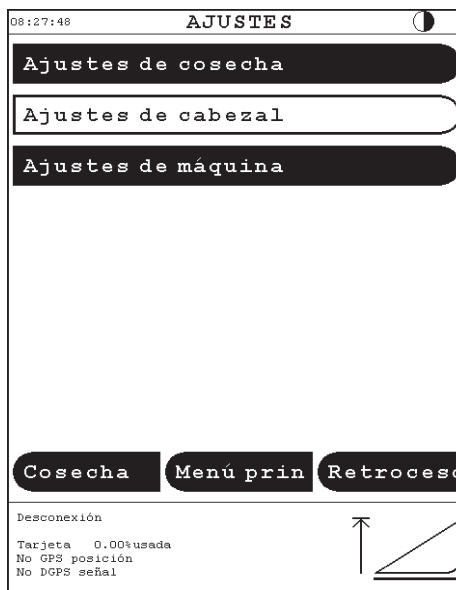 08:27:48 AJUSTES
Ajustes de cosecha
Ajustes de cabezal
Ajustes de máquina
Cosecha Menú prin Retroceso
Desconexión
Tarjeta 0.00%usada
No GPS posición
No DGPS señal